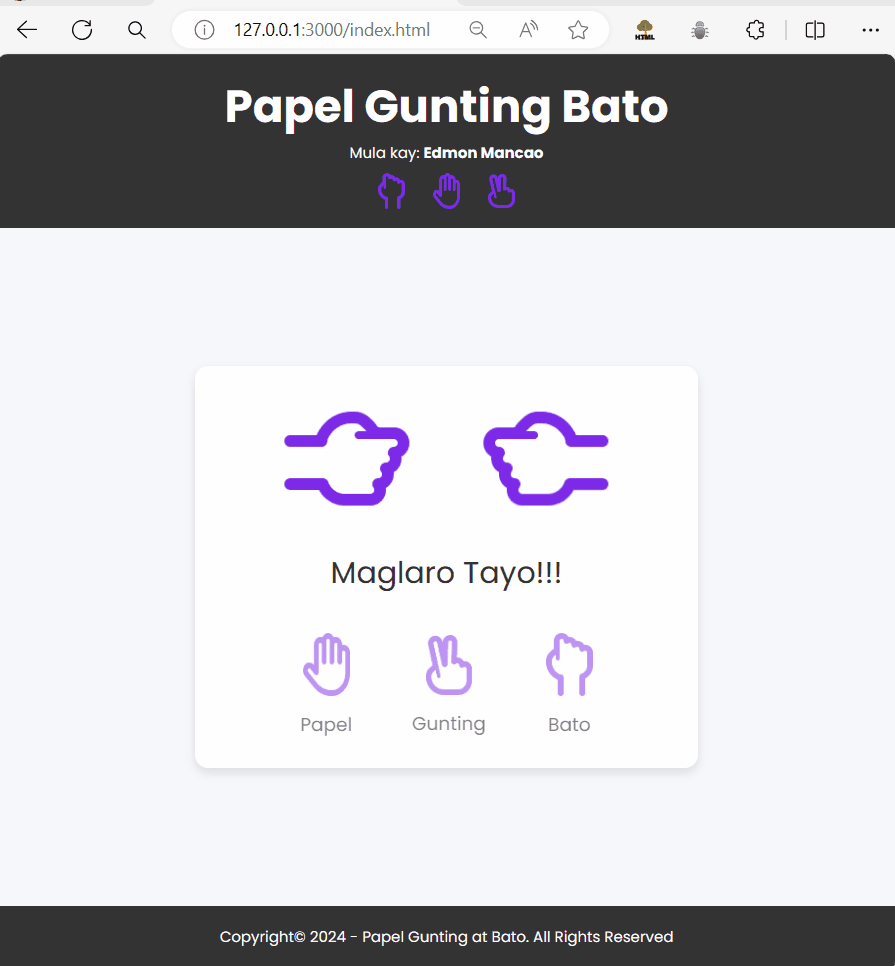 127.0.0.1:3000/index.html
HTML
Papel Gunting Bato
Mula kay: Edmon Mancao
Maglaro Tayo!!!
Papel Gunting Bato
Copyright© 2024 - Papel Gunting at Bato. All Rights Reserved